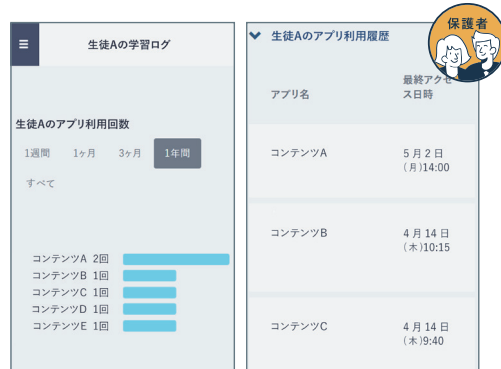 生徒Aの学習ログ
生徒Aのアプリ利用回数
1週間 1ヶ月 3ヶ月 1年間
すべて
コンテンツA 2回
コンテンツB 1回
コンテンツC 1回
コンテンツD 1回
コンテンツE 1回
保護者
生徒Aのアプリ利用履歴
アプリ名
最終アクセ
ス日時
コンテンツA
5月2日
(月)14:00
コンテンツB
4月14日
(木)10:15
コンテンツC
4月14日
(木)9:40